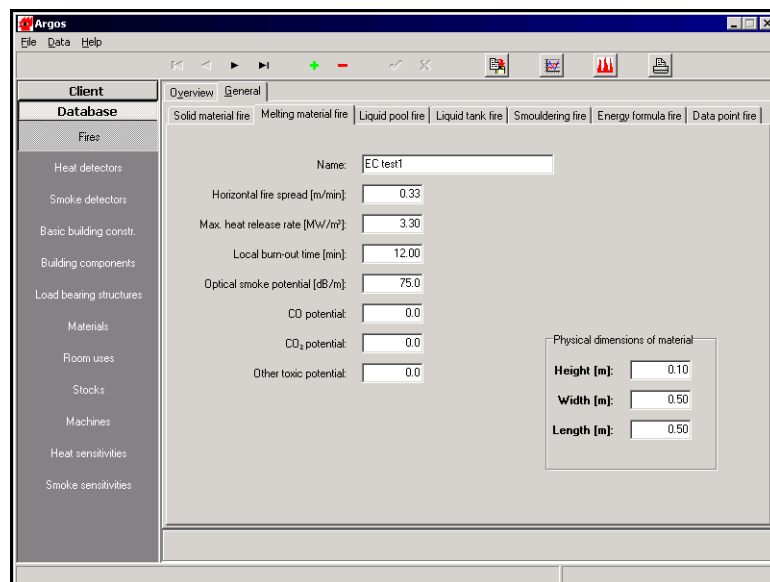 Argos
File Data Help
Client
Database
Fires
Heat detectors
Smoke detectors
Basic building constr.
Building components
Load bearing structures
Materials
Room uses
Stocks
Machines
Heat sensitivities
Smoke sensitivities
Overview General
Solid material fire Melting material fire Liquid pool fire Liquid tank fire Smouldering fire Energy formula fire Data point fire
Name: EC test1
Horizontal fire spread [m/min]: 0.33
Max. heat release rate [MW/m²]: 3.30
Local burn-out time [min]: 12.00
Optical smoke potential [dB/m]: 75.0
CO potential: 0.0
CO₂ potential: 0.0
Other toxic potential: 0.0
Physical dimensions of material
Height [m]: 0.10
Width [m]: 0.50
Length [m]: 0.50